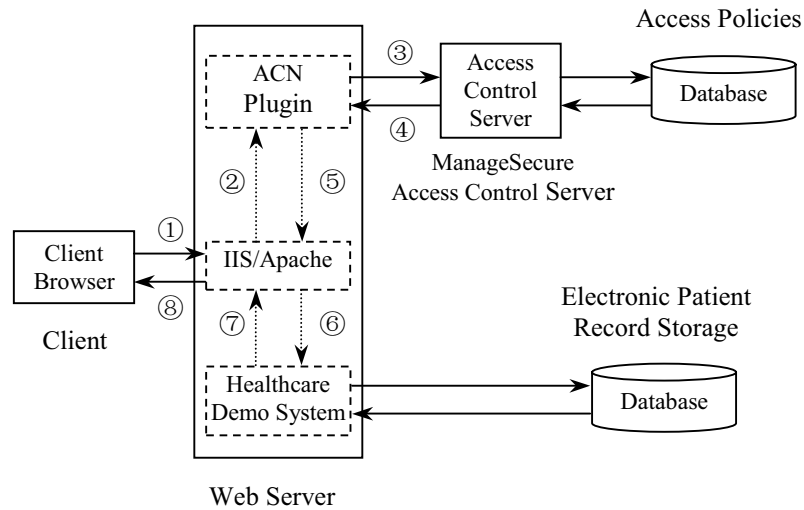 Access Policies
ACN
Plugin
③
Access
Control
Server
Database
④
ManageSecure
Access Control Server
②
⑤
①
Client
Browser
IIS/Apache
⑧
Client
⑦
⑥
Electronic Patient
Record Storage
Healthcare
Demo System
Database
Web Server